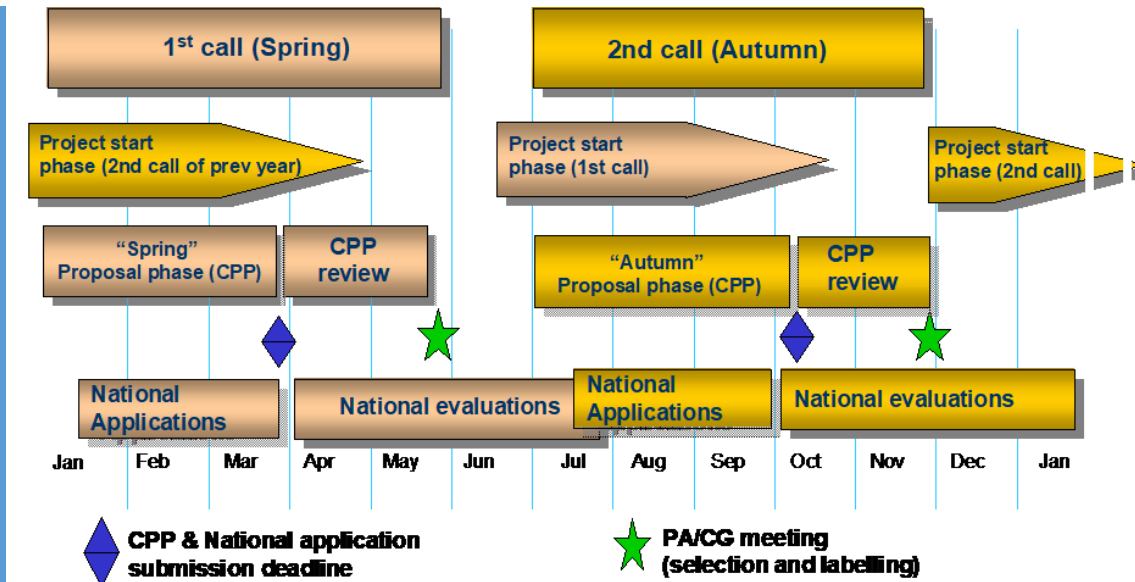 1st call (Spring)
2nd call (Autumn)
Project start
phase (2nd call of prev year)
Project start
phase (1st call)
Project start
phase (2nd call)
“Spring”
Proposal phase (CPP)
CPP
review
“Autumn”
Proposal phase (CPP)
CPP
review
National
Applications
National evaluations
National
Applications
National evaluations
Jan Feb Mar Apr May Jun Jul Aug Sep Oct Nov Dec Jan
CPP & National application
submission deadline
PA/CG meeting
(selection and labelling)